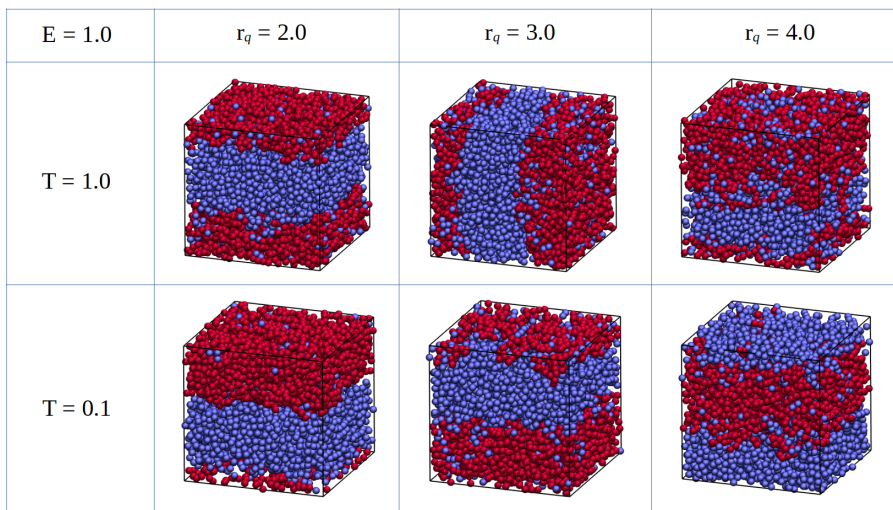 E = 1.0
r_q = 2.0
r_q = 3.0
r_q = 4.0
T = 1.0
T = 0.1